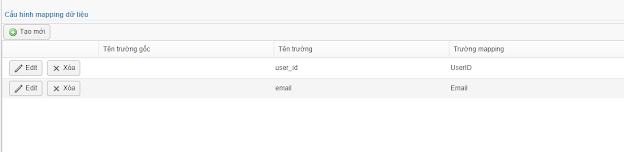 Cấu hình mapping dữ liệu
Tạo mới
Tên trường gốc Tên trường Trường mapping
Edit Xóa user_id UserID
Edit Xóa email Email